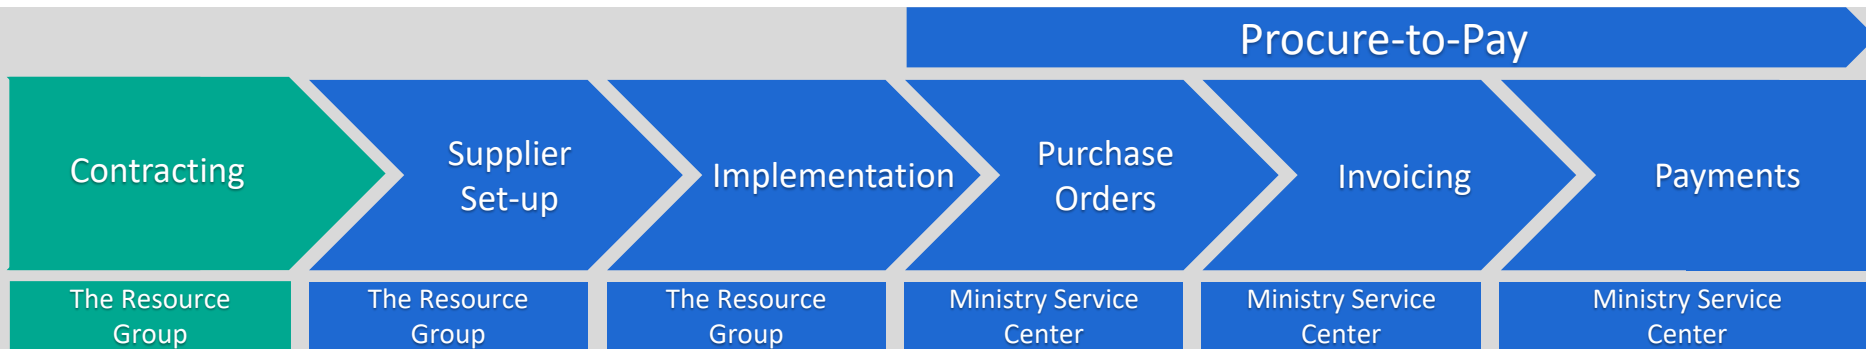 Procure-to-Pay
Contracting
Supplier
Set-up
Implementation
Purchase
Orders
Invoicing
Payments
The Resource
Group
The Resource
Group
The Resource
Group
Ministry Service
Center
Ministry Service
Center
Ministry Service
Center